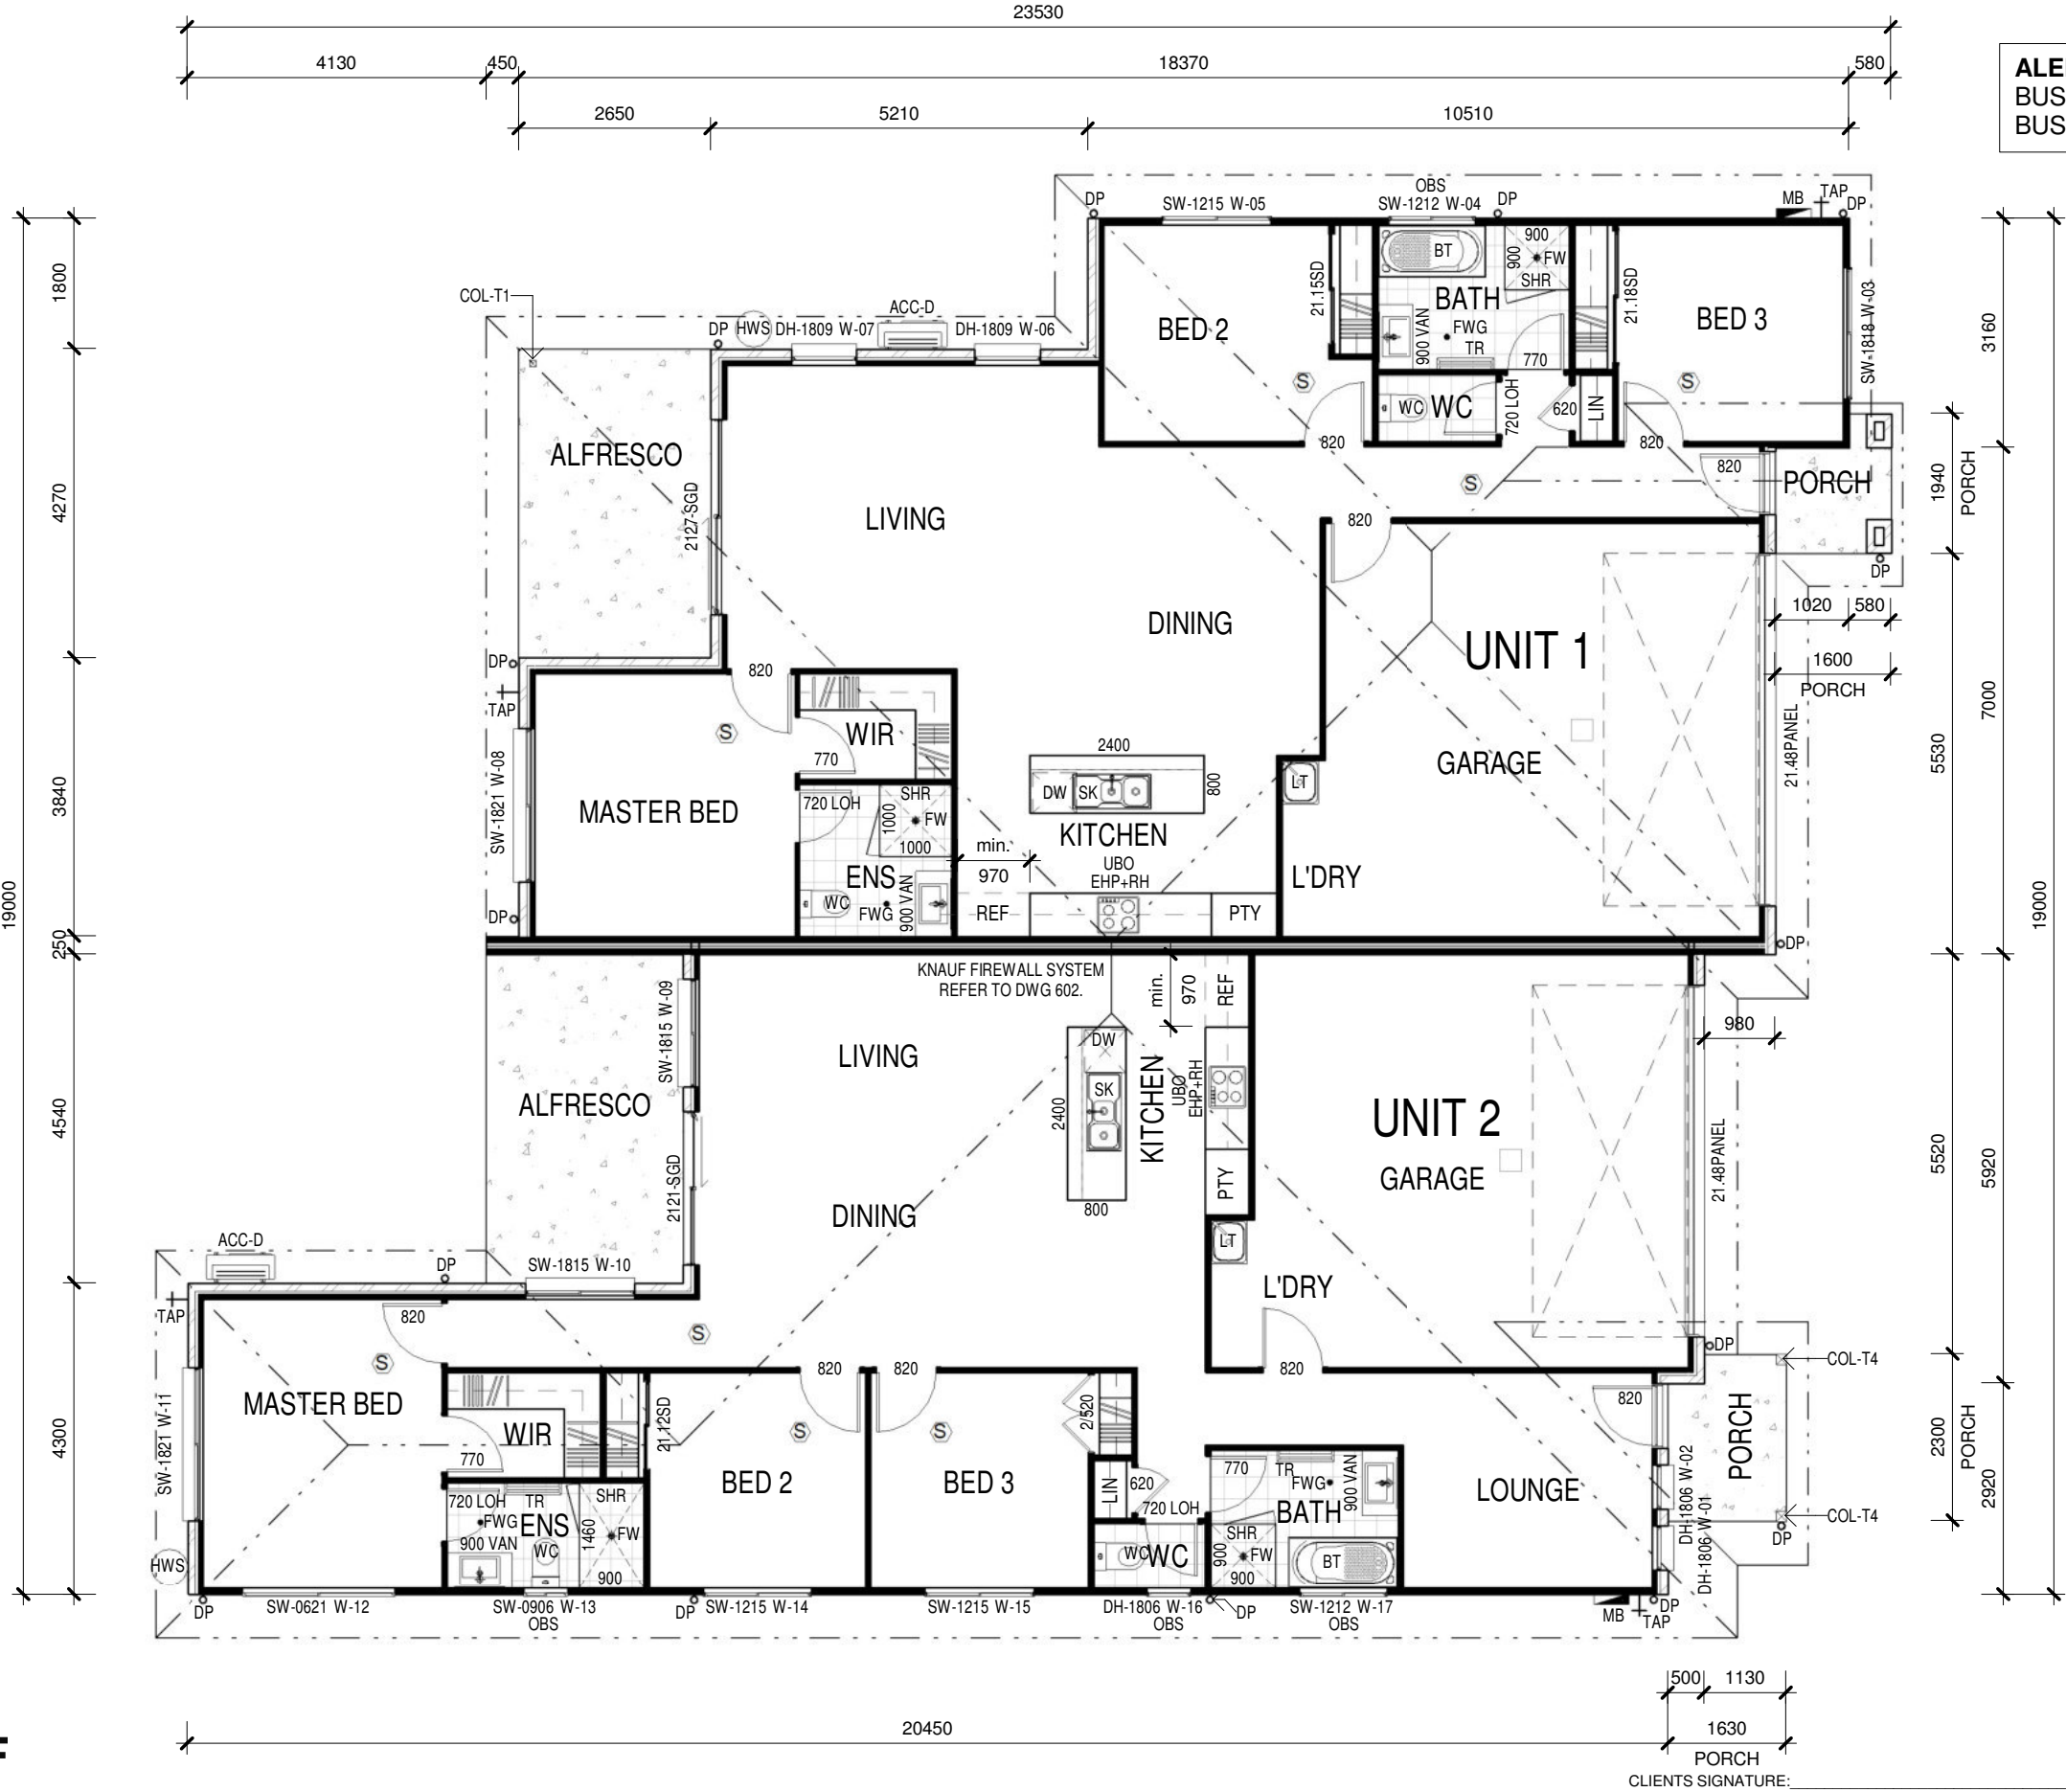 23530
4130
450
18370
580
2650
5210
10510
ALE
BUS
BUS
19000
1800
4270
3840
250
4540
4300
COL-T1
DP
HWS
DH-1809 W-07
ACC-D
DH-1809 W-06
DP
SW-1215 W-05
OBS
SW-1212 W-04
DP
MB
TAP
DP
BED 2
21.15SD
BT
900
900
FW
SHR
BATH
900 VAN
FWG
TR
770
21.18SD
BED 3
SW-1818 W-03
S
WC
WC
720 LOH
620
LIN
S
820
820
820
S
PORCH
DP
ALFRESCO
2127-SGD
LIVING
DINING
820
UNIT 1
GARAGE
21.48PANEL
1020
580
1600
PORCH
3160
1940
PORCH
7000
5530
19000
DP
TAP
SW-1821 W-08
DP
820
S
WIR
770
MASTER BED
720 LOH
SHR
1000
FW
1000
ENS
WC
FWG
900 VAN
min.
970
2400
DW
SK
800
KITCHEN
UBO
EHP+RH
REF
PTY
LT
L'DRY
DP
KNAUF FIREWALL SYSTEM
REFER TO DWG 602.
SW-1815 W-09
ALFRESCO
2121-SGD
SW-1815 W-10
LIVING
DINING
min.
970
REF
DW
SK
2400
800
KITCHEN
UBO
EHP+RH
PTY
LT
L'DRY
UNIT 2
GARAGE
21.48PANEL
980
5520
5920
2300
PORCH
2920
ACC-D
DP
TAP
820
S
S
MASTER BED
SW-1821 W-11
WIR
770
21.12SD
820
820
S
S
BED 2
BED 3
2/520
LIN
620
720 LOH
WC
WC
770
TR
FWG
900 VAN
BATH
SHR
900
FW
900
BT
820
820
LOUNGE
DH-1806 W-02
DH-1806 W-01
PORCH
DP
COL-T4
COL-T4
DP
720 LOH
TR
FWG
ENS
900 VAN
WC
SHR
1460
FW
900
HWS
DP
SW-0621 W-12
SW-0906 W-13
OBS
DP
SW-1215 W-14
SW-1215 W-15
DH-1806 W-16
OBS
DP
SW-1212 W-17
OBS
MB
TAP
DP
500
1130
20450
1630
PORCH
CLIENTS SIGNATURE: